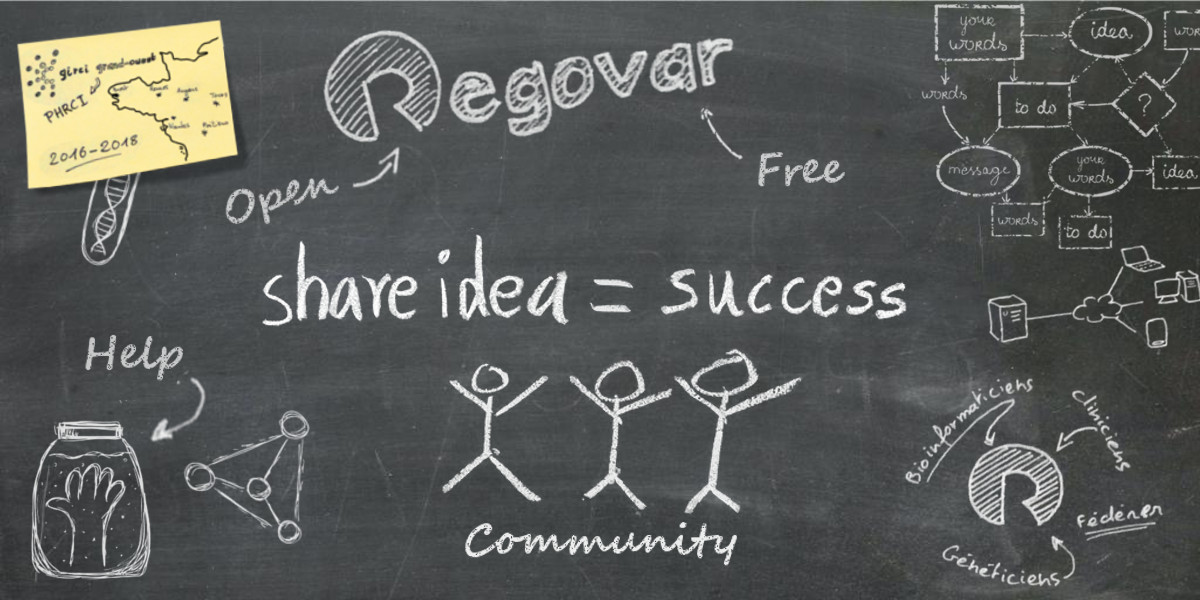 girci grand-ouest
PHRCI
2016-2018
Regovar
Open
Free
share idea = success
Help
Community
your
words
idea
words
to do
?
message
your
words
idea
words
to do
Bioinformaticiens
cliniciens
Fédérer
Généticiens